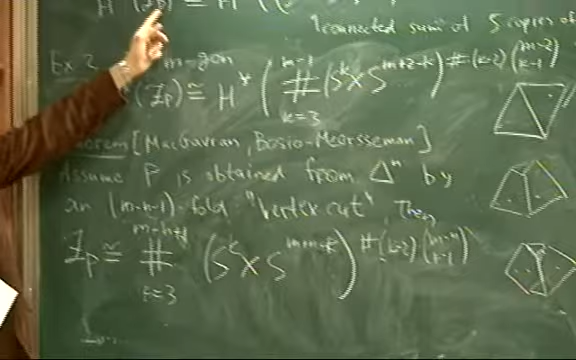 1 connected sum of 5 copies of
Ex 2 m-gon
(Z_P) ≅ H* ( # _{k=3}^{m-1} (S^k × S^{m+2-k})^{#(k-2)\binom{m-2}{k-1}}
Theorem [MacGavran, Bosio-Meersseman]
Assume P is obtained from Δ^n by
an (m-n-1)-fold "vertex cut". Then
Z_P ≅ # _{k=3}^{m-n+1} (S^k × S^{m+n-k})^{#(k-2)\binom{m-n}{k-1}}